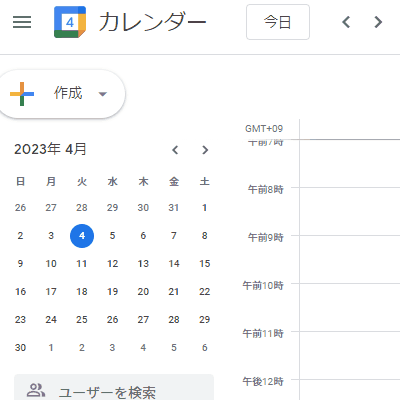 4 カレンダー 今日
作成
GMT+09
2023年 4月
午前7時
日 月 火 水 木 金 土
午前8時
26 27 28 29 30 31 1
2 3 4 5 6 7 8
午前9時
9 10 11 12 13 14 15
午前10時
16 17 18 19 20 21 22
23 24 25 26 27 28 29
午前11時
30 1 2 3 4 5 6
午後12時
ユーザーを検索